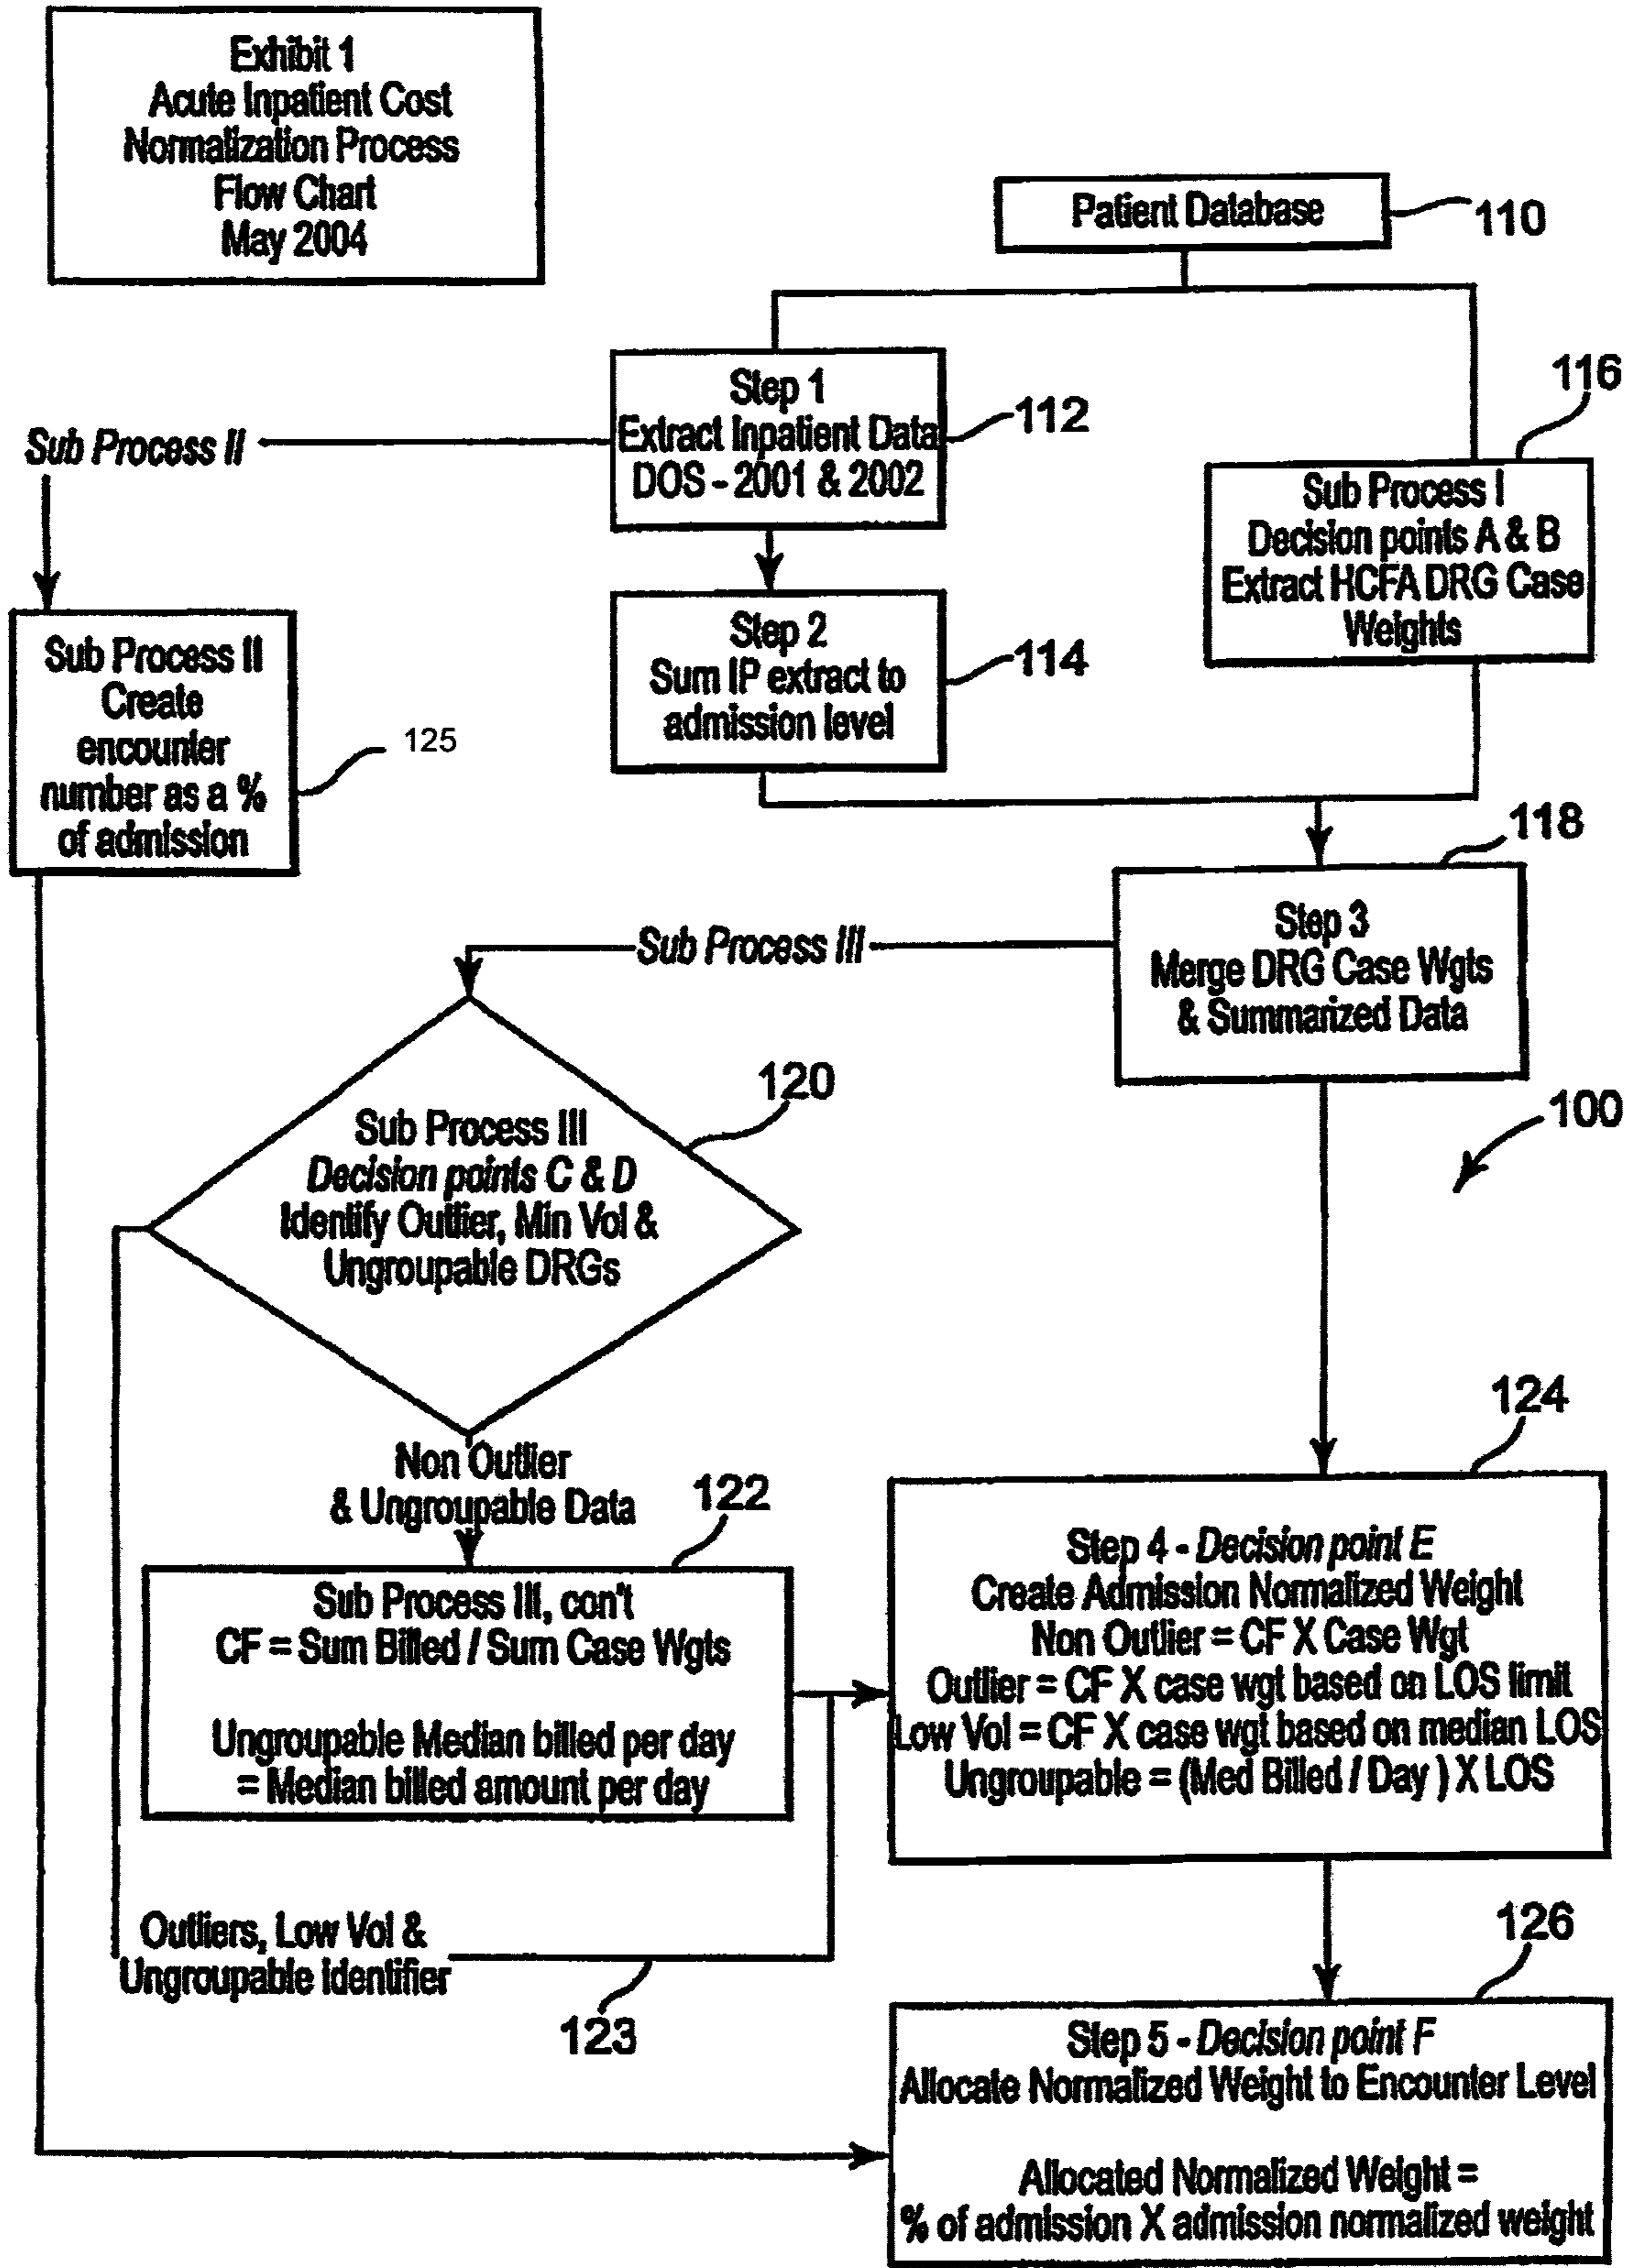 Exhibit 1
Acute Inpatient Cost
Normalization Process
Flow Chart
May 2004
Patient Database
110
Step 1
Extract Inpatient Data
DOS - 2001 & 2002
112
116
Sub Process I
Decision points A & B
Extract HCFA DRG Case
Weights
Sub Process II
Step 2
Sum IP extract to
admission level
114
Sub Process II
Create
encounter
number as a %
of admission
125
118
Step 3
Merge DRG Case Wgts
& Summarized Data
Sub Process III
120
Sub Process III
Decision points C & D
Identify Outlier, Min Vol &
Ungroupable DRGs
100
Non Outlier
& Ungroupable Data
122
Sub Process III, con't
CF = Sum Billed / Sum Case Wgts
Ungroupable Median billed per day
= Median billed amount per day
124
Step 4 - Decision point E
Create Admission Normalized Weight
Non Outlier = CF X Case Wgt
Outlier = CF X case wgt based on LOS limit
Low Vol = CF X case wgt based on median LOS
Ungroupable = (Med Billed / Day ) X LOS
Outliers, Low Vol &
Ungroupable identifier
123
126
Step 5 - Decision point F
Allocate Normalized Weight to Encounter Level
Allocated Normalized Weight =
% of admission X admission normalized weight